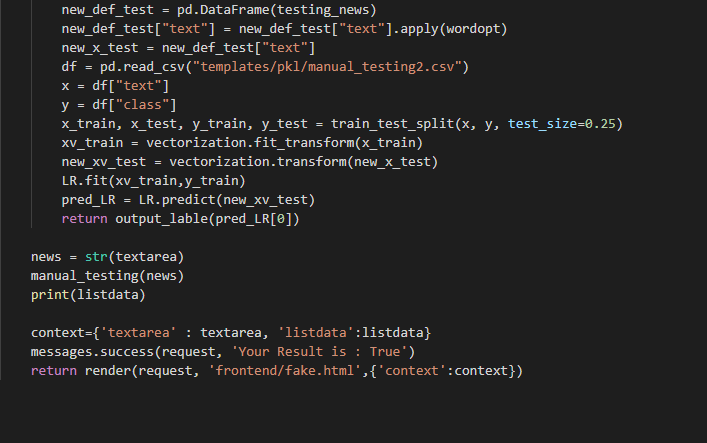 new_def_test = pd.DataFrame(testing_news)
new_def_test["text"] = new_def_test["text"].apply(wordopt)
new_x_test = new_def_test["text"]
df = pd.read_csv("templates/pkl/manual_testing2.csv")
x = df["text"]
y = df["class"]
x_train, x_test, y_train, y_test = train_test_split(x, y, test_size=0.25)
xv_train = vectorization.fit_transform(x_train)
new_xv_test = vectorization.transform(new_x_test)
LR.fit(xv_train,y_train)
pred_LR = LR.predict(new_xv_test)
return output_lable(pred_LR[0])
news = str(textarea)
manual_testing(news)
print(listdata)
context={'textarea' : textarea, 'listdata':listdata}
messages.success(request, 'Your Result is : True')
return render(request, 'frontend/fake.html',{'context':context})